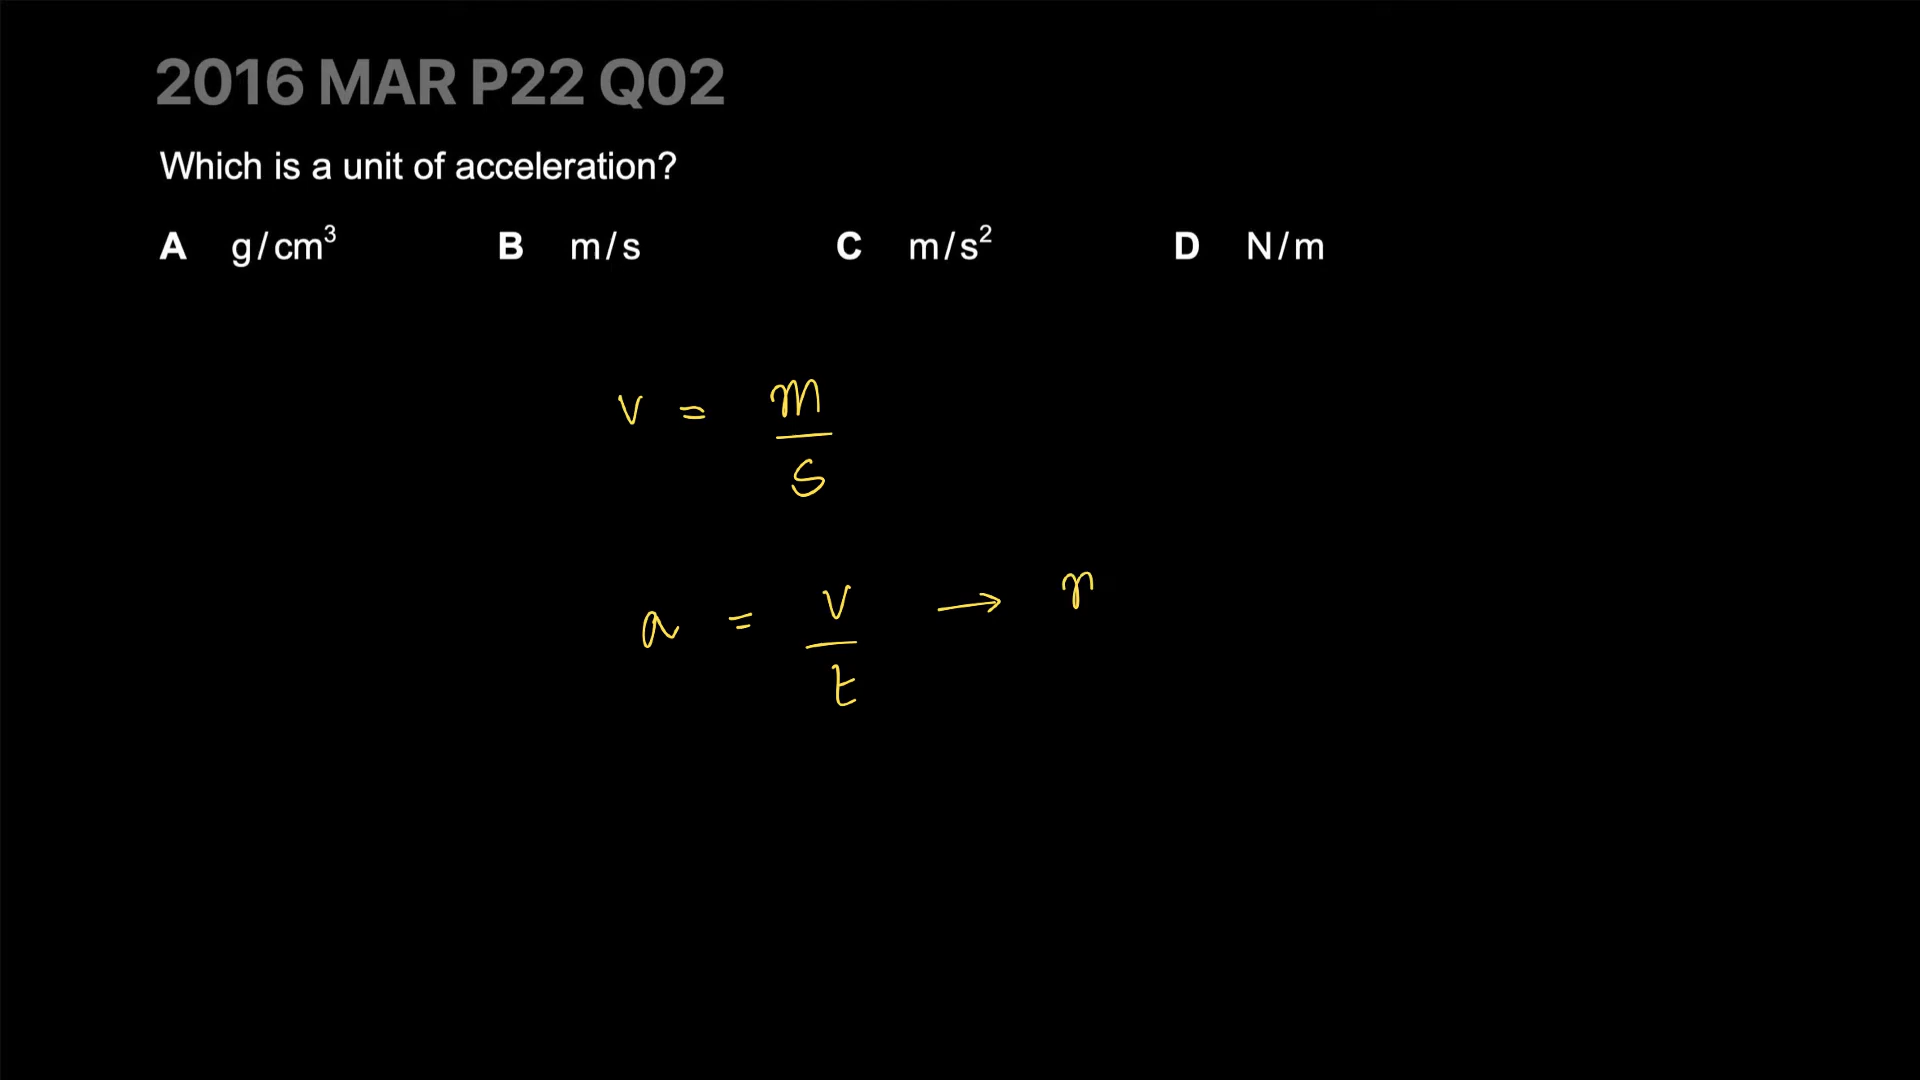 2016 MAR P22 Q02
Which is a unit of acceleration?
A g/cm³ B m/s C m/s² D N/m
v = m/s
a = v/t →